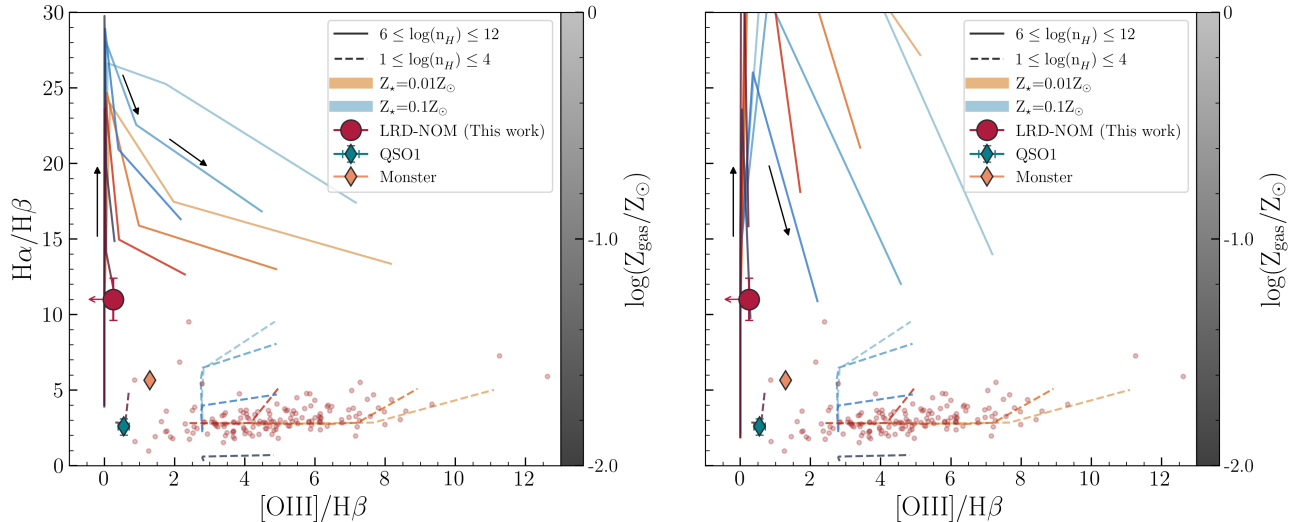 Hα/Hβ
30
25
20
15
10
5
0
0
2
4
6
8
10
12
[OIII]/Hβ
6 ≤ log(n_H) ≤ 12
1 ≤ log(n_H) ≤ 4
Z⋆=0.01Z⊙
Z⋆=0.1Z⊙
LRD-NOM (This work)
QSO1
Monster
0
-1.0
-2.0
log(Z_gas/Z⊙)
0
2
4
6
8
10
12
[OIII]/Hβ
6 ≤ log(n_H) ≤ 12
1 ≤ log(n_H) ≤ 4
Z⋆=0.01Z⊙
Z⋆=0.1Z⊙
LRD-NOM (This work)
QSO1
Monster
0
-1.0
-2.0
log(Z_gas/Z⊙)